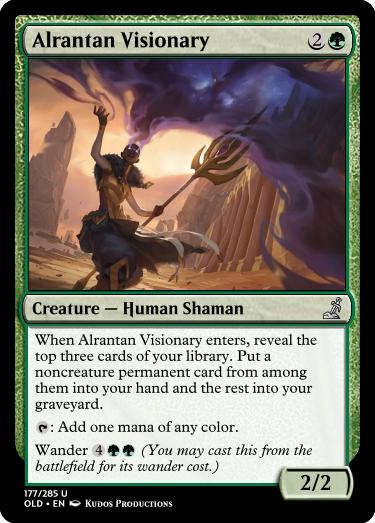 Alrantan Visionary 2
Creature — Human Shaman
When Alrantan Visionary enters, reveal the
top three cards of your library. Put a
noncreature permanent card from among
them into your hand and the rest into your
graveyard.
: Add one mana of any color.
Wander 4 (You may cast this from the
battlefield for its wander cost.)
2/2
177/285 U
OLD • EN Kudos Productions